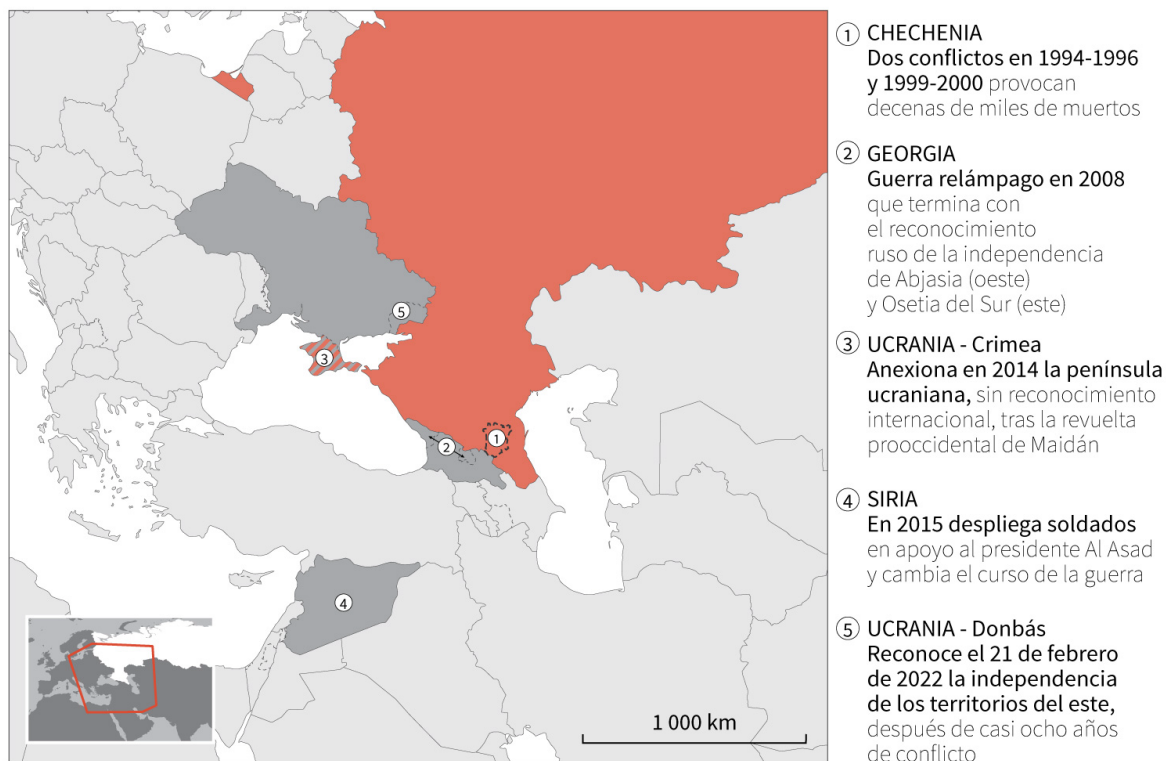 ① CHECHENIA
Dos conflictos en 1994-1996
y 1999-2000 provocan
decenas de miles de muertos
② GEORGIA
Guerra relámpago en 2008
que termina con
el reconocimiento
ruso de la independencia
de Abjasia (oeste)
y Osetia del Sur (este)
③ UCRANIA - Crimea
Anexiona en 2014 la península
ucraniana, sin reconocimiento
internacional, tras la revuelta
prooccidental de Maidán
④ SIRIA
En 2015 despliega soldados
en apoyo al presidente Al Asad
y cambia el curso de la guerra
⑤ UCRANIA - Donbás
Reconoce el 21 de febrero
de 2022 la independencia
de los territorios del este,
después de casi ocho años
de conflicto
5
3
1
2
4
1 000 km